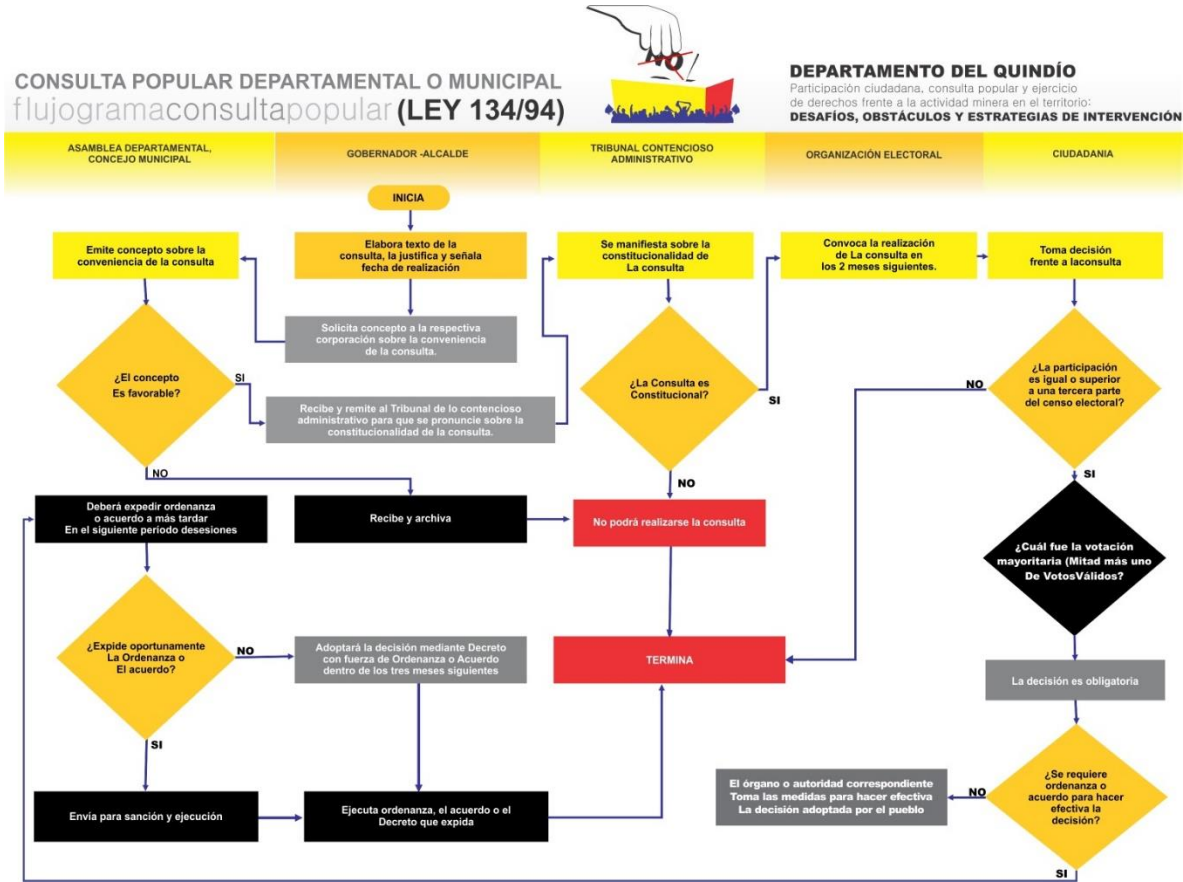 NO
CONSULTA POPULAR DEPARTAMENTAL O MUNICIPAL
flujogramaconsultapopular (LEY 134/94)
DEPARTAMENTO DEL QUINDÍO
Participación ciudadana, consulta popular y ejercicio
de derechos frente a la actividad minera en el territorio:
DESAFÍOS, OBSTÁCULOS Y ESTRATEGIAS DE INTERVENCIÓN
ASAMBLEA DEPARTAMENTAL,
CONCEJO MUNICIPAL
GOBERNADOR -ALCALDE
TRIBUNAL CONTENCIOSO
ADMINISTRATIVO
ORGANIZACIÓN ELECTORAL
CIUDADANIA
INICIA
Emite concepto sobre la
conveniencia de la consulta
Elabora texto de la
consulta, la justifica y señala
fecha de realización
Se manifiesta sobre la
constitucionalidad de
La consulta
Convoca la realización
de La consulta en
los 2 meses siguientes.
Toma decisión
frente a laconsulta
Solicita concepto a la respectiva
corporación sobre la conveniencia
de la consulta.
¿El concepto
Es favorable?
SI
Recibe y remite al Tribunal de lo contencioso
administrativo para que se pronuncie sobre la
constitucionalidad de la consulta.
¿La Consulta es
Constitucional?
SI
NO
¿La participación
es igual o superior
a una tercera parte
del censo electoral?
NO
NO
SI
Deberá expedir ordenanza
o acuerdo a más tardar
En el siguiente período desesiones
Recibe y archiva
No podrá realizarse la consulta
¿Cuál fue la votación
mayoritaria (Mitad más uno
De VotosVálidos?
¿Expide oportunamente
La Ordenanza o
El acuerdo?
NO
Adoptará la decisión mediante Decreto
con fuerza de Ordenanza o Acuerdo
dentro de los tres meses siguientes
TERMINA
La decisión es obligatoria
SI
Envía para sanción y ejecución
Ejecuta ordenanza, el acuerdo o el
Decreto que expida
El órgano o autoridad correspondiente
Toma las medidas para hacer efectiva
La decisión adoptada por el pueblo
NO
¿Se requiere
ordenanza o
acuerdo para hacer
efectiva la
decisión?
SI